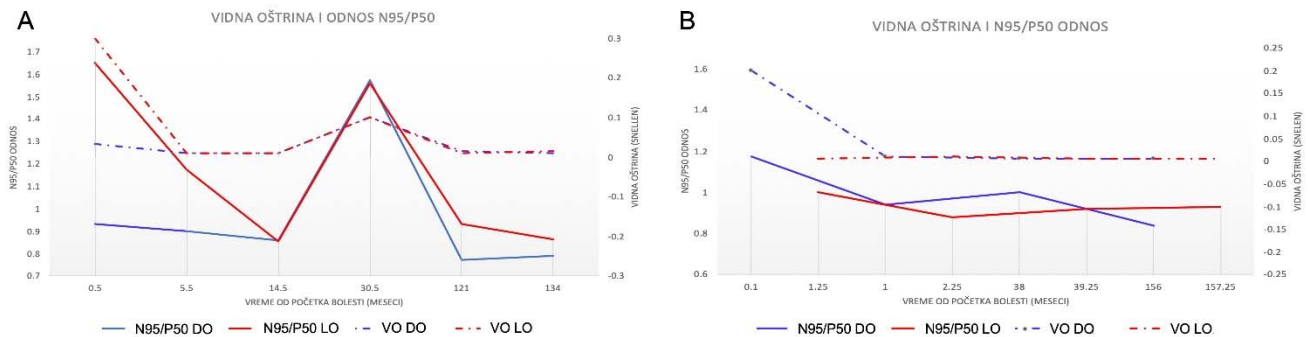 A
VIDNA OŠTRINA I ODNOS N95/P50
1.7
1.6
1.5
1.4
1.3
1.2
1.1
1
0.9
0.8
0.7
N95/P50 ODNOS
0.3
0.2
0.1
0
-0.1
-0.2
-0.3
VIDNA OŠTRINA (SNELLEN)
0.5 5.5 14.5 30.5 121 134
VREME OD POČETKA BOLESTI (MESECI)
N95/P50 DO N95/P50 LO VO DO VO LO
B
VIDNA OŠTRINA I N95/P50 ODNOS
1.6
1.4
1.2
1
0.8
0.6
N95/P50 ODNOS
0.25
0.2
0.15
0.1
0.05
0
-0.05
-0.1
-0.15
-0.2
-0.25
VIDNA OŠTRINA (SNELLEN)
0.1 1.25 1 2.25 38 39.25 156 157.25
VREME OD POČETKA BOLESTI (MESECI)
N95/P50 DO N95/P50 LO VO DO VO LO